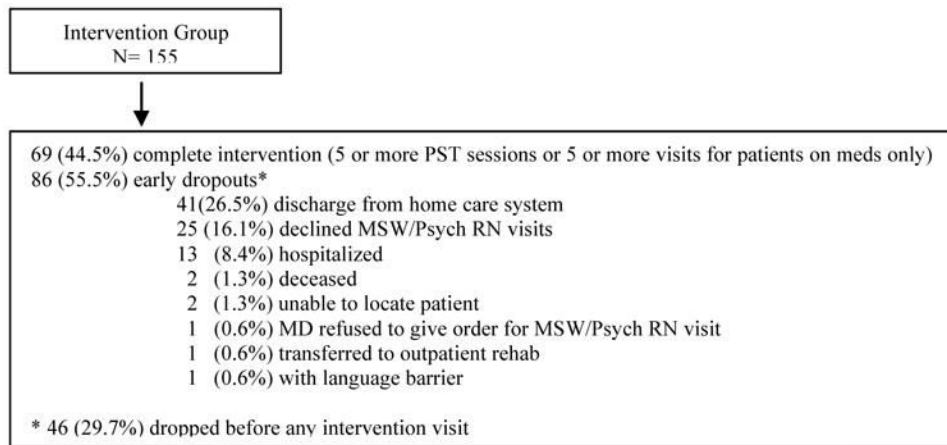 Intervention Group
N= 155
69 (44.5%) complete intervention (5 or more PST sessions or 5 or more visits for patients on meds only)
86 (55.5%) early dropouts*
41(26.5%) discharge from home care system
25 (16.1%) declined MSW/Psych RN visits
13 (8.4%) hospitalized
2 (1.3%) deceased
2 (1.3%) unable to locate patient
1 (0.6%) MD refused to give order for MSW/Psych RN visit
1 (0.6%) transferred to outpatient rehab
1 (0.6%) with language barrier
* 46 (29.7%) dropped before any intervention visit